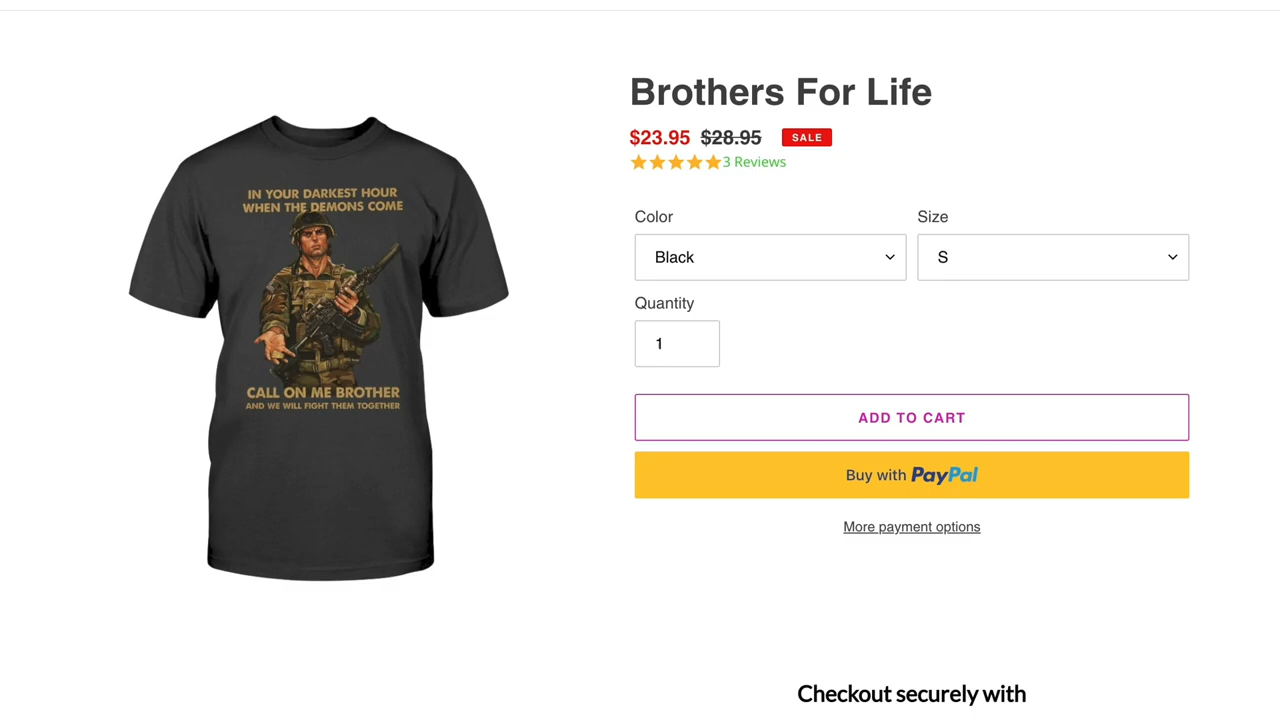 Brothers For Life
$23.95 $28.95 SALE
3 Reviews
Color
Size
Black
S
Quantity
1
ADD TO CART
Buy with PayPal
More payment options
Checkout securely with
IN YOUR DARKEST HOUR
WHEN THE DEMONS COME
CALL ON ME BROTHER
AND WE WILL FIGHT THEM TOGETHER